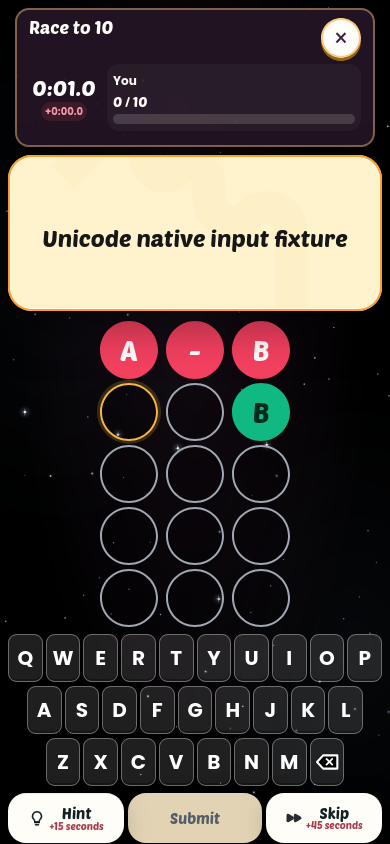 Race to 10
×
0:01.0
+0:00.0
You
0 / 10
Unicode native input fixture
A - B
B
Q W E R T Y U I O P
A S D F G H J K L
Z X C V B N M
Hint
+15 seconds
Submit
Skip
+45 seconds